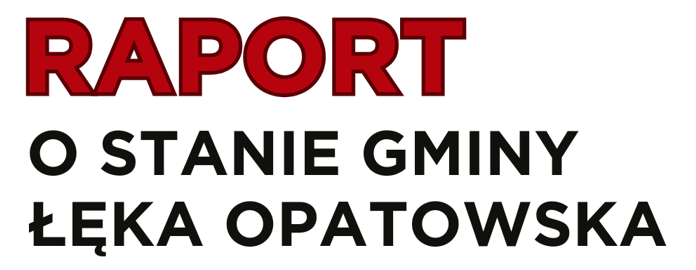 RAPORT
O STANIE GMINY
ŁĘKA OPATOWSKA